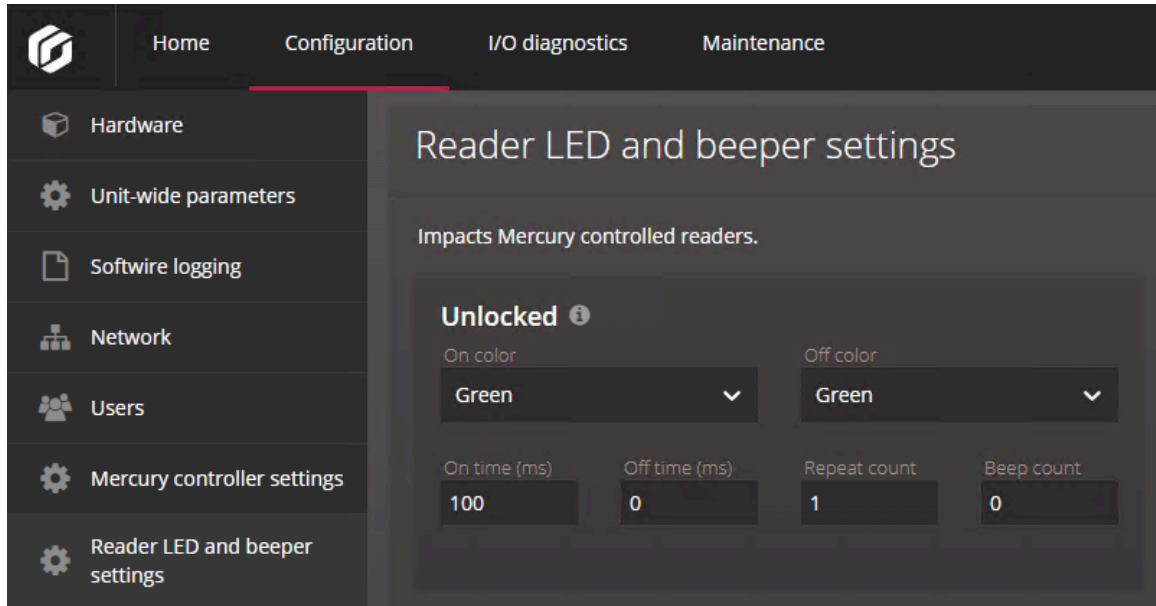 Home Configuration I/O diagnostics Maintenance
Hardware
Unit-wide parameters
Softwire logging
Network
Users
Mercury controller settings
Reader LED and beeper
settings
Reader LED and beeper settings
Impacts Mercury controlled readers.
Unlocked
On color Off color
Green Green
On time (ms) Off time (ms) Repeat count Beep count
100 0 1 0